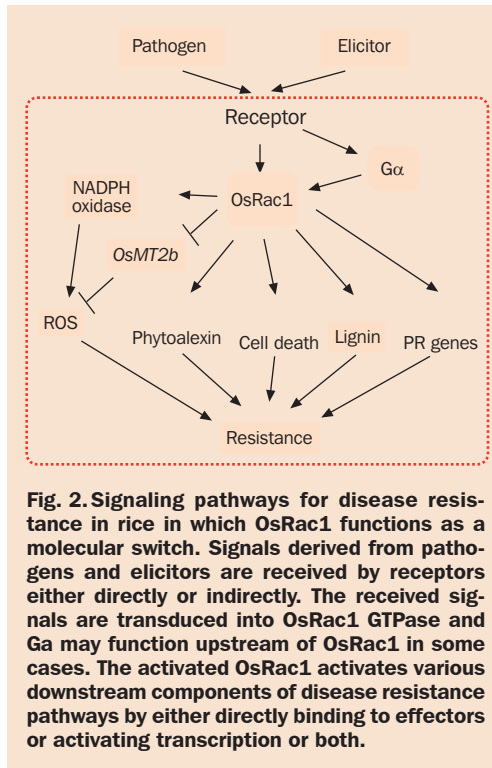 Pathogen
Elicitor
Receptor
Gα
NADPH
oxidase
OsRac1
OsMT2b
ROS
Phytoalexin
Cell death
Lignin
PR genes
Resistance
Fig. 2. Signaling pathways for disease resis-
tance in rice in which OsRac1 functions as a
molecular switch. Signals derived from patho-
gens and elicitors are received by receptors
either directly or indirectly. The received sig-
nals are transduced into OsRac1 GTPase and
Ga may function upstream of OsRac1 in some
cases. The activated OsRac1 activates various
downstream components of disease resistance
pathways by either directly binding to effectors
or activating transcription or both.